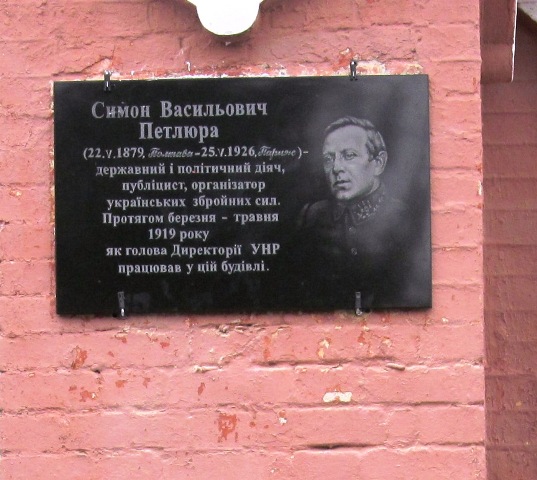 Симон Васильович
Петлюра
(22.V.1879, Полтава – 25.V.1926, Париж) –
державний і політичний діяч,
публіцист, організатор
українських збройних сил.
Протягом березня – травня
1919 року
як голова Директорії УНР
працював у цій будівлі.